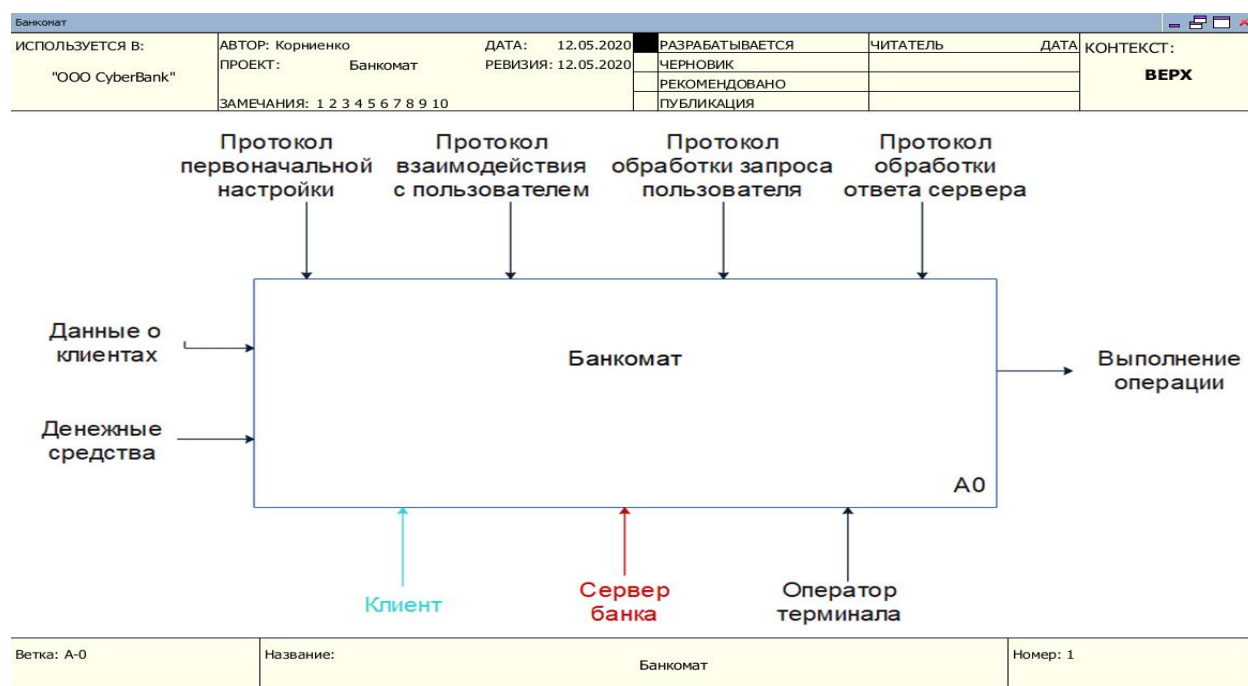 Банкомат
ИСПОЛЬЗУЕТСЯ В:
"ООО CyberBank"
АВТОР: Корниенко
ДАТА: 12.05.2020
ПРОЕКТ: Банкомат
РЕВИЗИЯ: 12.05.2020
ЗАМЕЧАНИЯ: 1 2 3 4 5 6 7 8 9 10
РАЗРАБАТЫВАЕТСЯ
ЧЕРНОВИК
РЕКОМЕНДОВАНО
ПУБЛИКАЦИЯ
ЧИТАТЕЛЬ
ДАТА
КОНТЕКСТ:
ВЕРХ
Протокол
первоначальной
настройки
Протокол
взаимодействия
с пользователем
Протокол
обработки запроса
пользователя
Протокол
обработки
ответа сервера
Данные о
клиентах
Денежные
средства
Банкомат
A0
Выполнение
операции
Клиент
Сервер
банка
Оператор
терминала
Ветка: A-0
Название:
Банкомат
Номер: 1